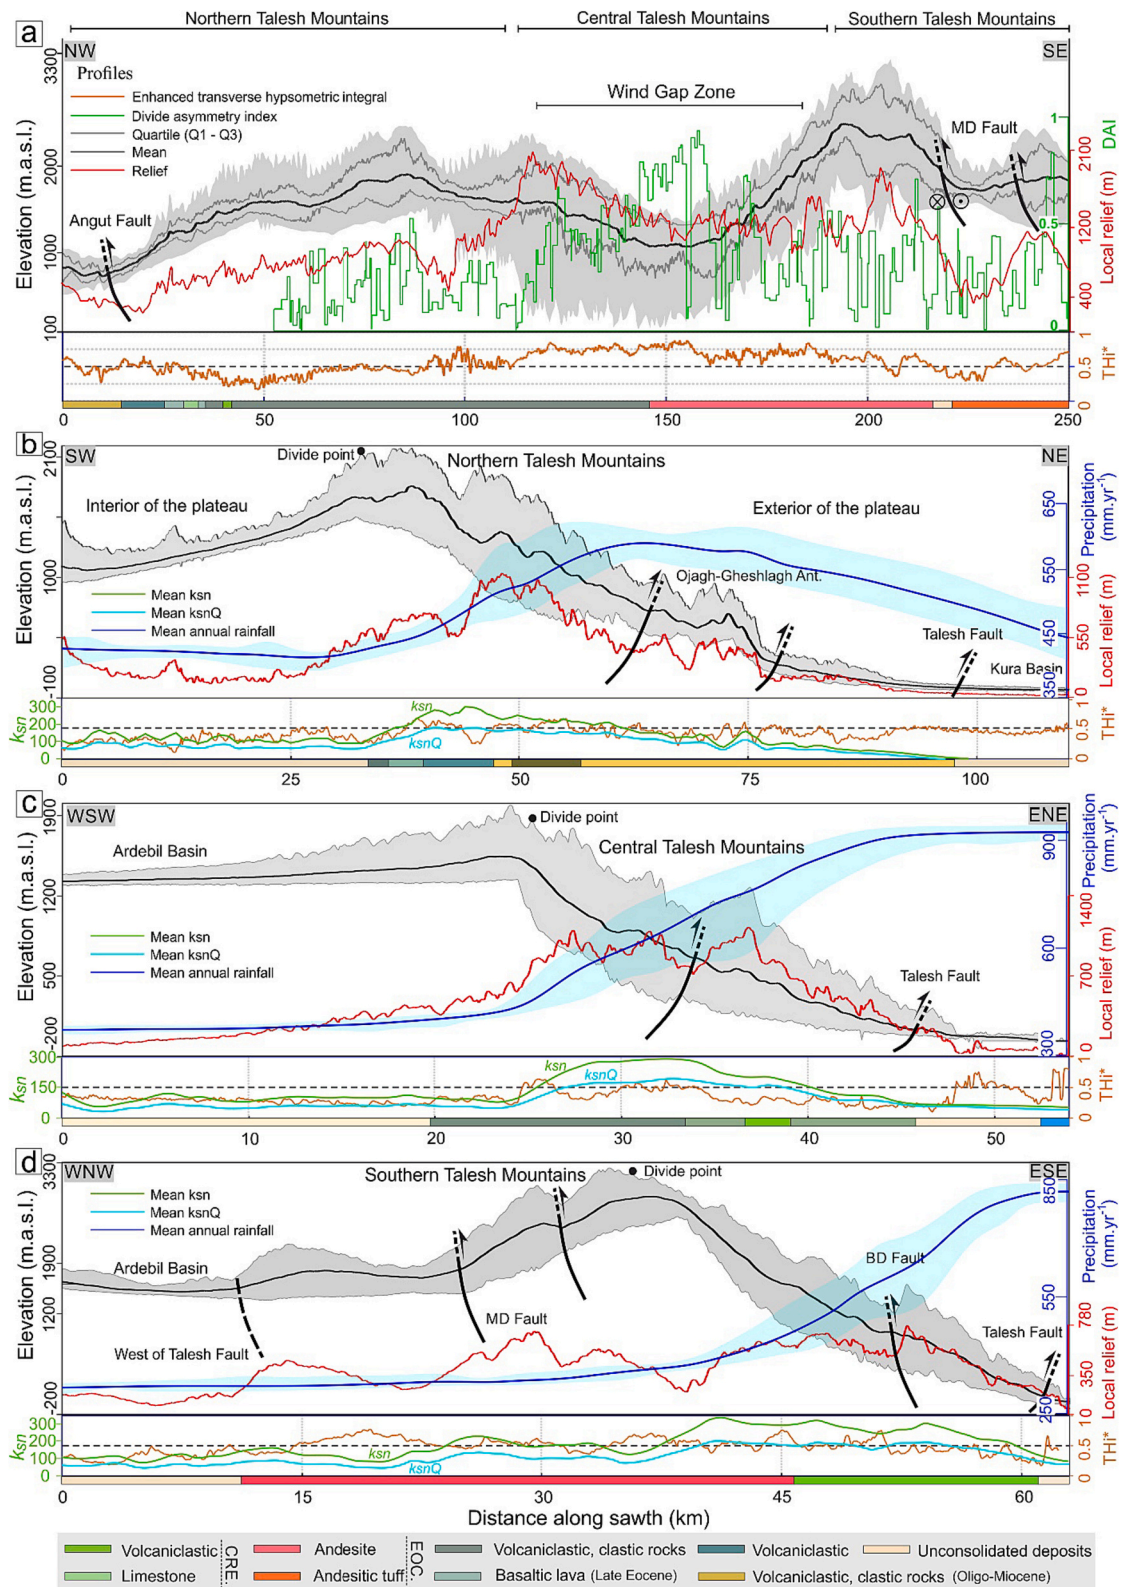 Northern Talesh Mountains
Central Talesh Mountains
Southern Talesh Mountains
a
NW
SE
Profiles
Enhanced transverse hypsometric integral
Divide asymmetry index
Quartile (Q1 - Q3)
Mean
Relief
Wind Gap Zone
MD Fault
Angut Fault
Elevation (m.a.s.l.)
3300
2000
1000
100
DAI
1
0.5
0
Local relief (m)
2100
1200
400
THi*
1
0.5
0
0 50 100 150 200 250
b
SW
NE
Divide point
Northern Talesh Mountains
Interior of the plateau
Exterior of the plateau
Ojagh-Gheshlagh Ant.
Mean ksn
Mean ksnQ
Mean annual rainfall
Talesh Fault
Kura Basin
Elevation (m.a.s.l.)
2100
1000
-100
Precipitation
(mm.yr-1)
650
550
450
350
Local relief (m)
1100
550
0
ksn
300
200
100
0
ksn
ksnQ
THi*
1
0.5
0
0 25 50 75 100
c
WSW
ENE
Divide point
Ardebil Basin
Central Talesh Mountains
Mean ksn
Mean ksnQ
Mean annual rainfall
Talesh Fault
Elevation (m.a.s.l.)
1900
1200
500
-200
Precipitation
(mm.yr-1)
900
600
300
Local relief (m)
1400
700
0
ksn
300
150
0
ksn
ksnQ
THi*
1
0.5
0
0 10 20 30 40 50
d
WNW
ESE
Southern Talesh Mountains
Divide point
Mean ksn
Mean ksnQ
Mean annual rainfall
Ardebil Basin
BD Fault
MD Fault
West of Talesh Fault
Talesh Fault
Elevation (m.a.s.l.)
3300
1900
1200
-200
Precipitation
(mm.yr-1)
850
550
250
Local relief (m)
780
350
10
ksn
300
200
100
0
ksn
ksnQ
THi*
1
0.5
0
0 15 30 45 60
Distance along sawth (km)
Volcaniclastic
Limestone
CRE.
Andesite
Andesitic tuff
EOC.
Volcaniclastic, clastic rocks
Basaltic lava (Late Eocene)
Volcaniclastic
Unconsolidated deposits
Volcaniclastic, clastic rocks (Oligo-Miocene)